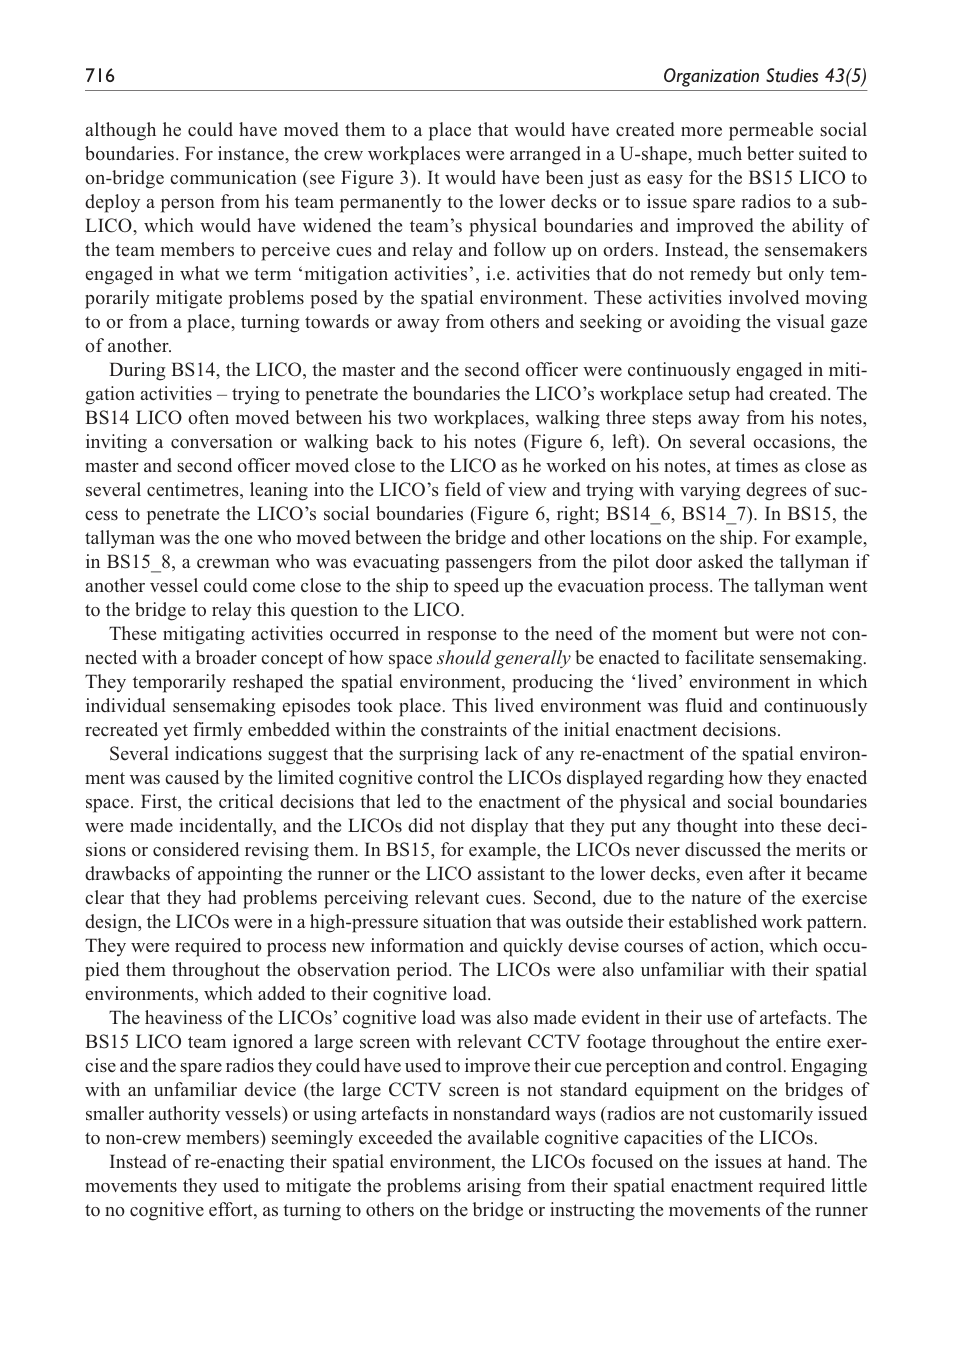 716
Organization Studies 43(5)
although he could have moved them to a place that would have created more permeable social
boundaries. For instance, the crew workplaces were arranged in a U-shape, much better suited to
on-bridge communication (see Figure 3). It would have been just as easy for the BS15 LICO to
deploy a person from his team permanently to the lower decks or to issue spare radios to a sub-
LICO, which would have widened the team’s physical boundaries and improved the ability of
the team members to perceive cues and relay and follow up on orders. Instead, the sensemakers
engaged in what we term ‘mitigation activities’, i.e. activities that do not remedy but only tem-
porarily mitigate problems posed by the spatial environment. These activities involved moving
to or from a place, turning towards or away from others and seeking or avoiding the visual gaze
of another.
During BS14, the LICO, the master and the second officer were continuously engaged in miti-
gation activities – trying to penetrate the boundaries the LICO’s workplace setup had created. The
BS14 LICO often moved between his two workplaces, walking three steps away from his notes,
inviting a conversation or walking back to his notes (Figure 6, left). On several occasions, the
master and second officer moved close to the LICO as he worked on his notes, at times as close as
several centimetres, leaning into the LICO’s field of view and trying with varying degrees of suc-
cess to penetrate the LICO’s social boundaries (Figure 6, right; BS14_6, BS14_7). In BS15, the
tallyman was the one who moved between the bridge and other locations on the ship. For example,
in BS15_8, a crewman who was evacuating passengers from the pilot door asked the tallyman if
another vessel could come close to the ship to speed up the evacuation process. The tallyman went
to the bridge to relay this question to the LICO.
These mitigating activities occurred in response to the need of the moment but were not con-
nected with a broader concept of how space should generally be enacted to facilitate sensemaking.
They temporarily reshaped the spatial environment, producing the ‘lived’ environment in which
individual sensemaking episodes took place. This lived environment was fluid and continuously
recreated yet firmly embedded within the constraints of the initial enactment decisions.
Several indications suggest that the surprising lack of any re-enactment of the spatial environ-
ment was caused by the limited cognitive control the LICOs displayed regarding how they enacted
space. First, the critical decisions that led to the enactment of the physical and social boundaries
were made incidentally, and the LICOs did not display that they put any thought into these deci-
sions or considered revising them. In BS15, for example, the LICOs never discussed the merits or
drawbacks of appointing the runner or the LICO assistant to the lower decks, even after it became
clear that they had problems perceiving relevant cues. Second, due to the nature of the exercise
design, the LICOs were in a high-pressure situation that was outside their established work pattern.
They were required to process new information and quickly devise courses of action, which occu-
pied them throughout the observation period. The LICOs were also unfamiliar with their spatial
environments, which added to their cognitive load.
The heaviness of the LICOs’ cognitive load was also made evident in their use of artefacts. The
BS15 LICO team ignored a large screen with relevant CCTV footage throughout the entire exer-
cise and the spare radios they could have used to improve their cue perception and control. Engaging
with an unfamiliar device (the large CCTV screen is not standard equipment on the bridges of
smaller authority vessels) or using artefacts in nonstandard ways (radios are not customarily issued
to non-crew members) seemingly exceeded the available cognitive capacities of the LICOs.
Instead of re-enacting their spatial environment, the LICOs focused on the issues at hand. The
movements they used to mitigate the problems arising from their spatial enactment required little
to no cognitive effort, as turning to others on the bridge or instructing the movements of the runner